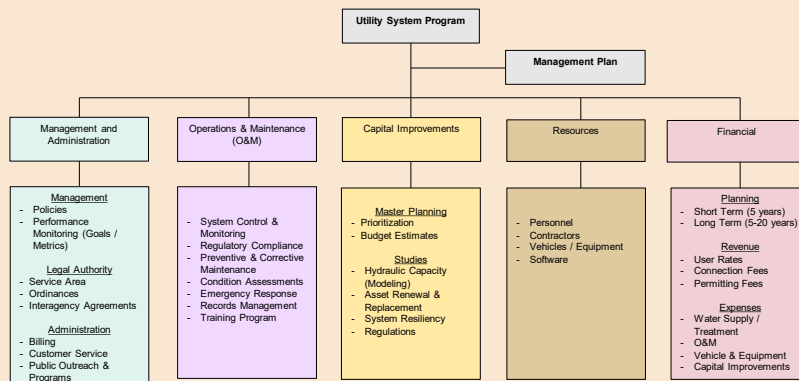 Utility System Program
Management Plan
Management and
Administration
Operations & Maintenance
(O&M)
Capital Improvements
Resources
Financial
Management
- Policies
- Performance
Monitoring (Goals /
Metrics)
Legal Authority
- Service Area
- Ordinances
- Interagency Agreements
Administration
- Billing
- Customer Service
- Public Outreach &
Programs
- System Control &
Monitoring
- Regulatory Compliance
- Preventive & Corrective
Maintenance
- Condition Assessments
- Emergency Response
- Records Management
- Training Program
Master Planning
- Prioritization
- Budget Estimates
Studies
- Hydraulic Capacity
(Modeling)
- Asset Renewal &
Replacement
- System Resiliency
- Regulations
- Personnel
- Contractors
- Vehicles / Equipment
- Software
Planning
- Short Term (5 years)
- Long Term (5-20 years)
Revenue
- User Rates
- Connection Fees
- Permitting Fees
Expenses
- Water Supply /
Treatment
- O&M
- Vehicle & Equipment
- Capital Improvements